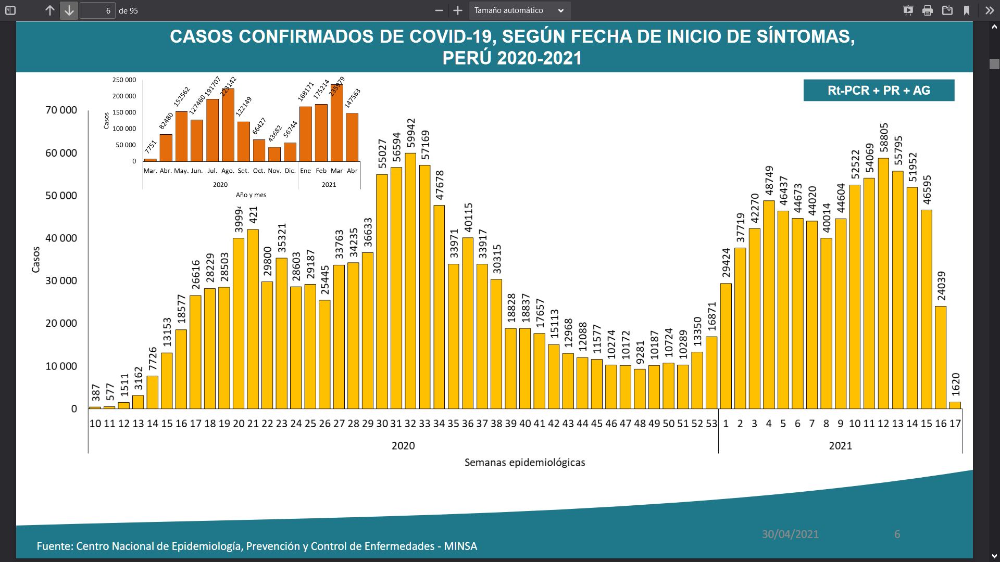 6 de 95
Tamaño automático
CASOS CONFIRMADOS DE COVID-19, SEGÚN FECHA DE INICIO DE SÍNTOMAS,
PERÚ 2020-2021
Rt-PCR + PR + AG
250 000
200 000
150 000
100 000
50 000
0
Casos
7751 82480 152562 127460 191707 223142 122149 66427 43682 56744 168171 175214 235979 147563
Mar. Abr. May. Jun. Jul. Ago. Set. Oct. Nov. Dic. Ene Feb Mar Abr
2020 2021
Año y mes
70 000
60 000
50 000
40 000
30 000
20 000
10 000
0
Casos
387 577 1511 3162 7726 13153 18577 26616 28229 28503 3999 421 29800 35321 28603 29187 25445 33763 34235 36633 55027 56594 59942 57169 47678 33971 40115 33917 30315 18828 18837 17657 15113 12968 12088 11577 10274 10172 9281 10187 10724 10289 13350 16871 29424 37719 42270 48749 46437 44673 44020 40014 44604 52522 54069 58805 55795 51952 46595 24039 1620
10 11 12 13 14 15 16 17 18 19 20 21 22 23 24 25 26 27 28 29 30 31 32 33 34 35 36 37 38 39 40 41 42 43 44 45 46 47 48 49 50 51 52 53 1 2 3 4 5 6 7 8 9 10 11 12 13 14 15 16 17
2020 2021
Semanas epidemiológicas
30/04/2021 6
Fuente: Centro Nacional de Epidemiología, Prevención y Control de Enfermedades - MINSA